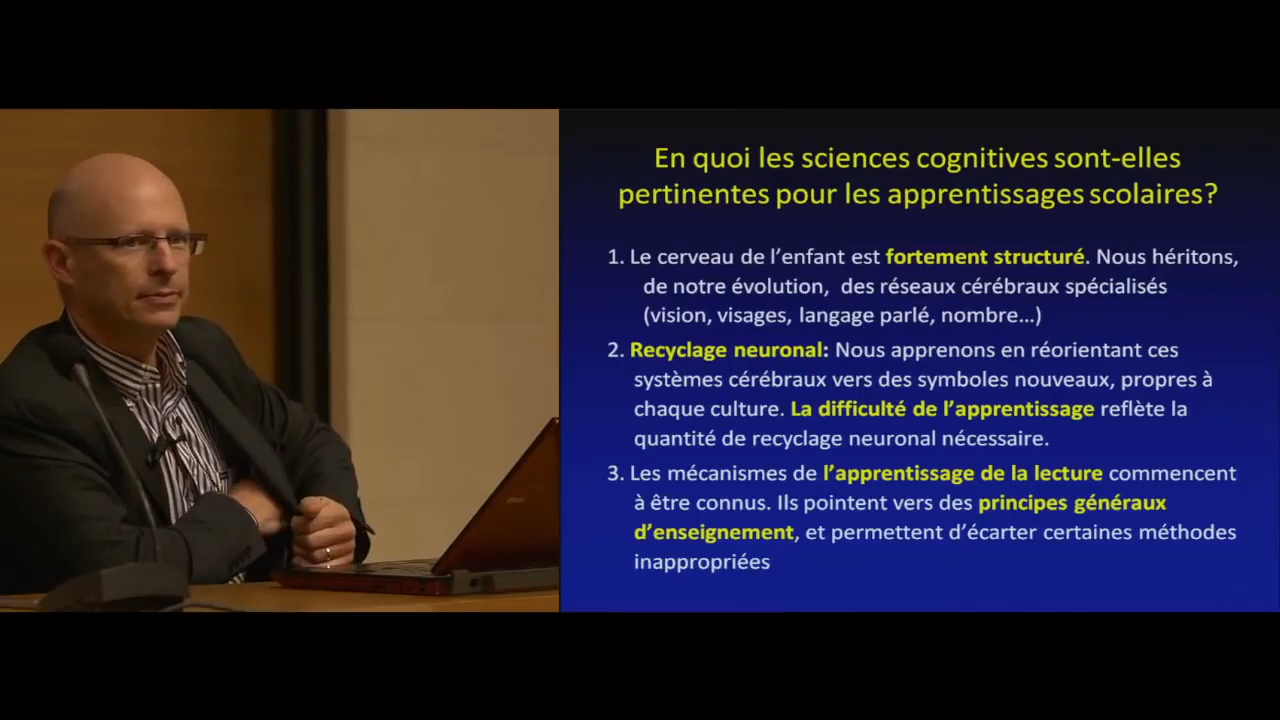 En quoi les sciences cognitives sont-elles
pertinentes pour les apprentissages scolaires?
1. Le cerveau de l'enfant est fortement structuré. Nous héritons,
de notre évolution, des réseaux cérébraux spécialisés
(vision, visages, langage parlé, nombre…)
2. Recyclage neuronal: Nous apprenons en réorientant ces
systèmes cérébraux vers des symboles nouveaux, propres à
chaque culture. La difficulté de l'apprentissage reflète la
quantité de recyclage neuronal nécessaire.
3. Les mécanismes de l'apprentissage de la lecture commencent
à être connus. Ils pointent vers des principes généraux
d'enseignement, et permettent d'écarter certaines méthodes
inappropriées